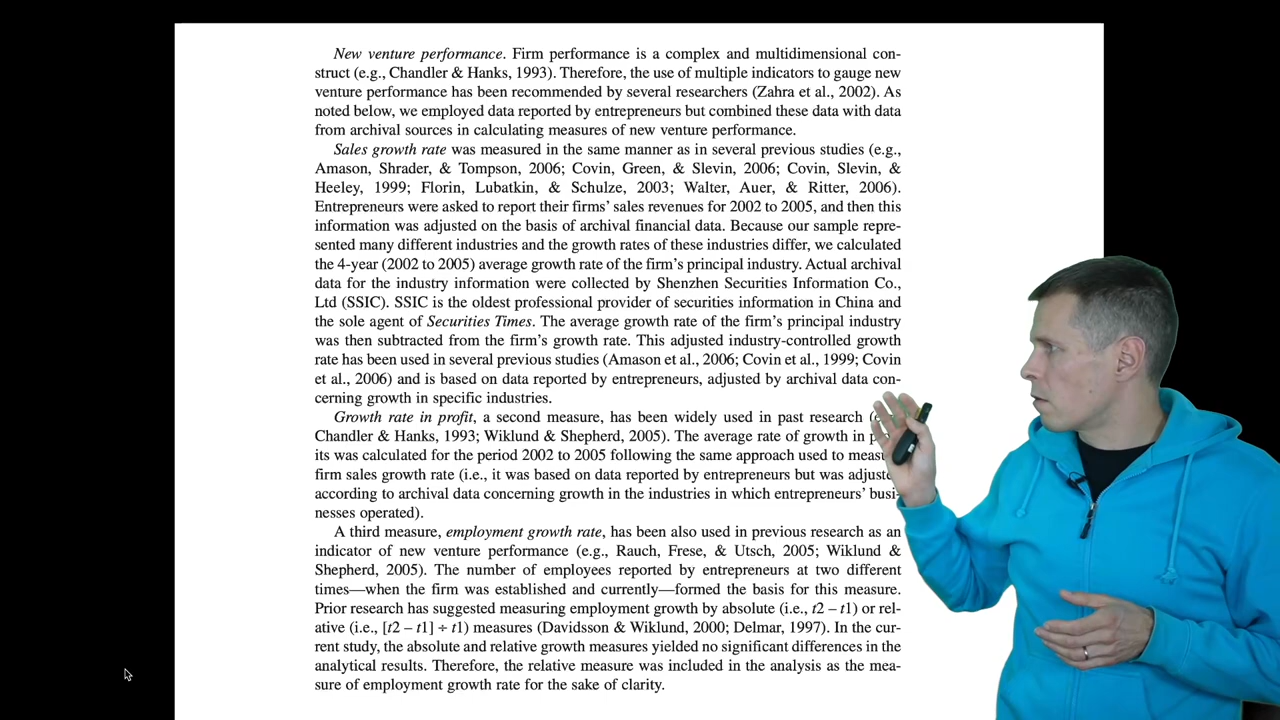 New venture performance. Firm performance is a complex and multidimensional con-
struct (e.g., Chandler & Hanks, 1993). Therefore, the use of multiple indicators to gauge new
venture performance has been recommended by several researchers (Zahra et al., 2002). As
noted below, we employed data reported by entrepreneurs but combined these data with data
from archival sources in calculating measures of new venture performance.
Sales growth rate was measured in the same manner as in several previous studies (e.g.,
Amason, Shrader, & Tompson, 2006; Covin, Green, & Slevin, 2006; Covin, Slevin, &
Heeley, 1999; Florin, Lubatkin, & Schulze, 2003; Walter, Auer, & Ritter, 2006).
Entrepreneurs were asked to report their firms' sales revenues for 2002 to 2005, and then this
information was adjusted on the basis of archival financial data. Because our sample repre-
sented many different industries and the growth rates of these industries differ, we calculated
the 4-year (2002 to 2005) average growth rate of the firm's principal industry. Actual archival
data for the industry information were collected by Shenzhen Securities Information Co.,
Ltd (SSIC). SSIC is the oldest professional provider of securities information in China and
the sole agent of Securities Times. The average growth rate of the firm's principal industry
was then subtracted from the firm's growth rate. This adjusted industry-controlled growth
rate has been used in several previous studies (Amason et al., 2006; Covin et al., 1999; Covin
et al., 2006) and is based on data reported by entrepreneurs, adjusted by archival data con-
cerning growth in specific industries.
Growth rate in profit, a second measure, has been widely used in past research
Chandler & Hanks, 1993; Wiklund & Shepherd, 2005). The average rate of growth in
its was calculated for the period 2002 to 2005 following the same approach used to
firm sales growth rate (i.e., it was based on data reported by entrepreneurs but was
according to archival data concerning growth in the industries in which entrepreneurs' busi-
nesses operated).
A third measure, employment growth rate, has been also used in previous research as an
indicator of new venture performance (e.g., Rauch, Frese, & Utsch, 2005; Wiklund &
Shepherd, 2005). The number of employees reported by entrepreneurs at two different
times—when the firm was established and currently—formed the basis for this measure.
Prior research has suggested measuring employment growth by absolute (i.e., t2 – t1) or rel-
ative (i.e., [t2 – t1] ÷ t1) measures (Davidsson & Wiklund, 2000; Delmar, 1997). In the cur-
rent study, the absolute and relative growth measures yielded no significant differences in the
analytical results. Therefore, the relative measure was included in the analysis as the mea-
sure of employment growth rate for the sake of clarity.